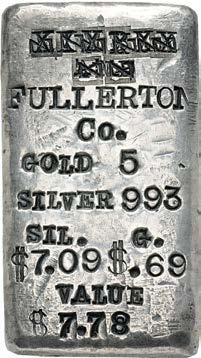 FULLERTON
Co.
GOLD 5
SILVER 993
SIL. G.
$7.09 $.69
VALUE
$ 7.78